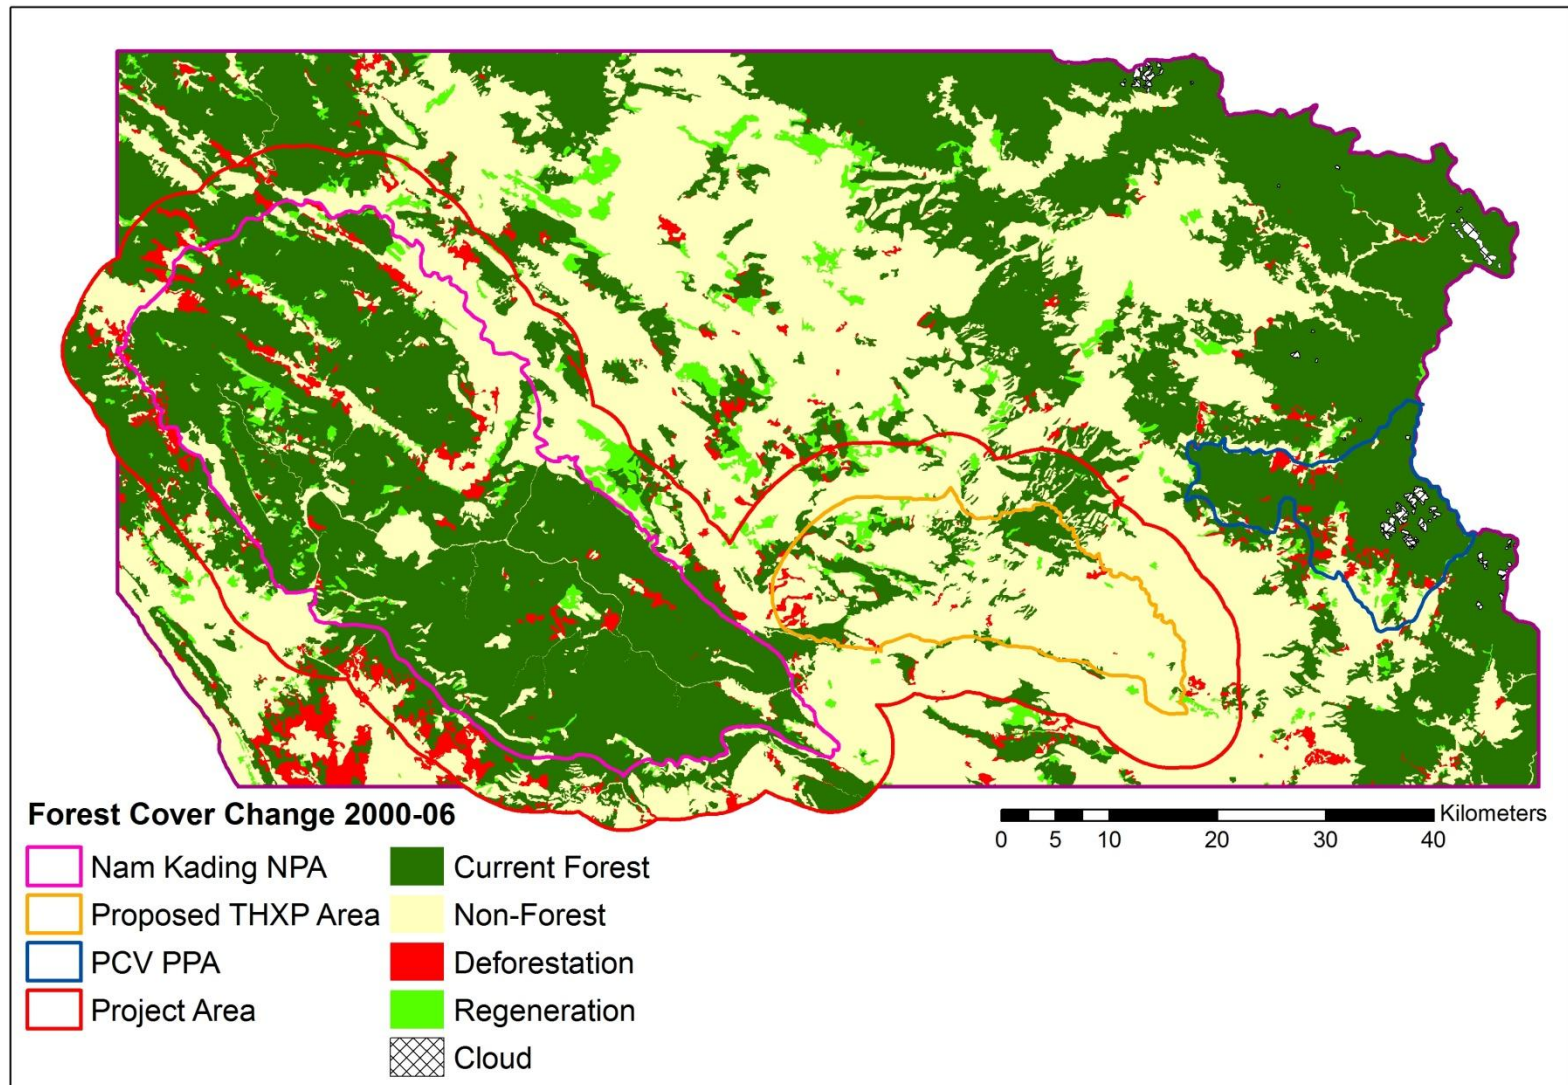 Forest Cover Change 2000-06
Nam Kading NPA
Proposed THXP Area
PCV PPA
Project Area
Current Forest
Non-Forest
Deforestation
Regeneration
Cloud
Kilometers
0 5 10 20 30 40